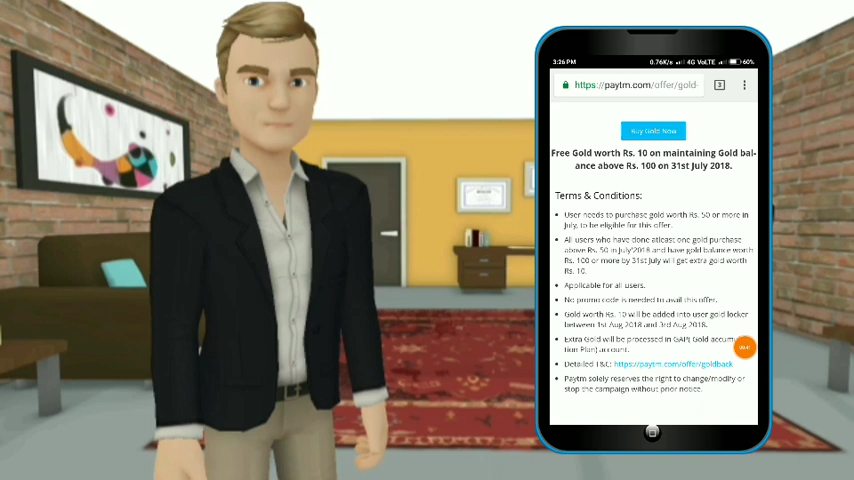 3:26 PM 0.76K/s 4G VoLTE 60%
https://paytm.com/offer/gold- 3
Buy Gold Now
Free Gold worth Rs. 10 on maintaining Gold bal-
ance above Rs. 100 on 31st July 2018.
Terms & Conditions:
User needs to purchase gold worth Rs. 50 or more in
July, to be eligible for this offer.
All users who have done atleast one gold purchase
above Rs. 50 in July'2018 and have gold balance worth
Rs. 100 or more by 31st July will get extra gold worth
Rs. 10.
Applicable for all users.
No promo code is needed to avail this offer.
Gold worth Rs. 10 will be added into user gold locker
between 1st Aug 2018 and 3rd Aug 2018.
Extra Gold will be processed in GAP( Gold accum
tion Plan) account.
Detailed T&C: https://paytm.com/offer/goldback
Paytm solely reserves the right to change/modify or
stop the campaign without prior notice.